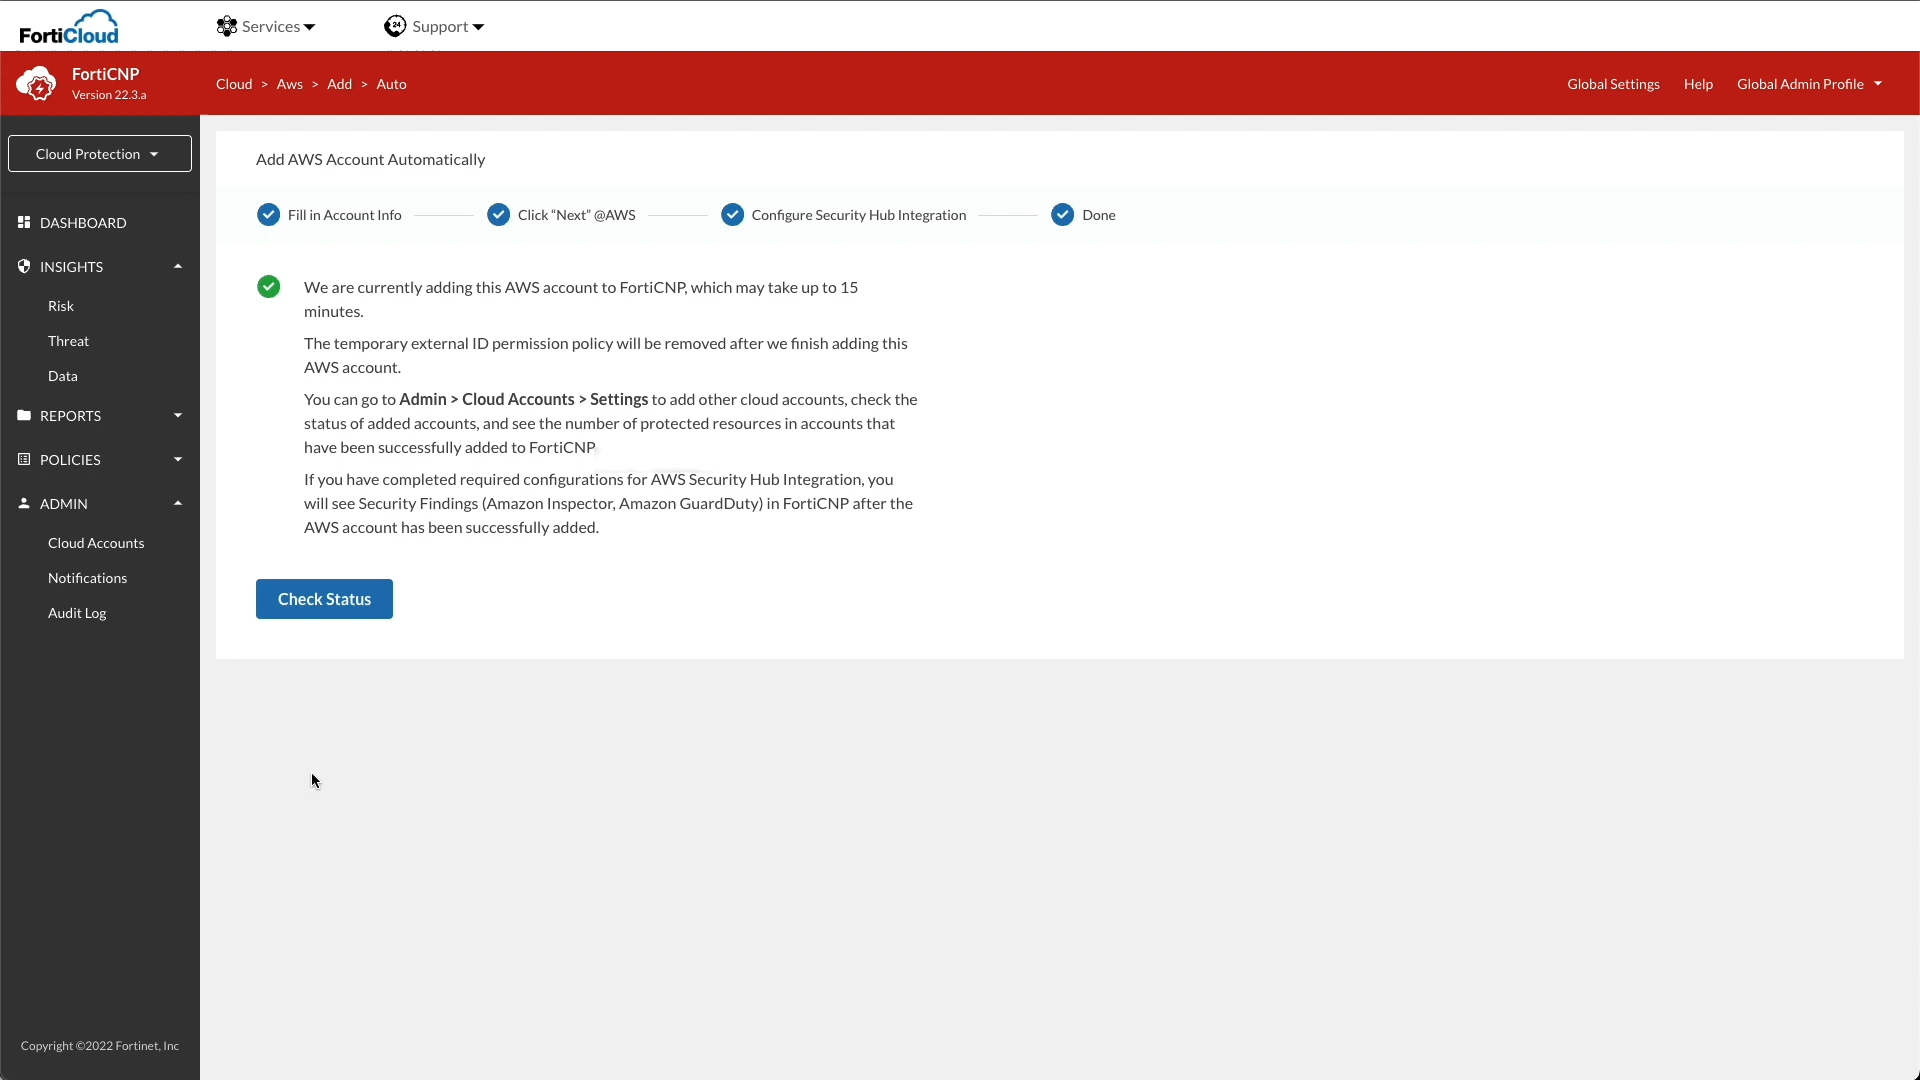 FortiCloud
Services
24
Support
FortiCNP
Version 22.3.a
Cloud > Aws > Add > Auto
Global Settings
Help
Global Admin Profile
Cloud Protection
DASHBOARD
INSIGHTS
Risk
Threat
Data
REPORTS
POLICIES
ADMIN
Cloud Accounts
Notifications
Audit Log
Copyright ©2022 Fortinet, Inc
Add AWS Account Automatically
Fill in Account Info
Click “Next” @AWS
Configure Security Hub Integration
Done
We are currently adding this AWS account to FortiCNP, which may take up to 15
minutes.
The temporary external ID permission policy will be removed after we finish adding this
AWS account.
You can go to Admin > Cloud Accounts > Settings to add other cloud accounts, check the
status of added accounts, and see the number of protected resources in accounts that
have been successfully added to FortiCNP
If you have completed required configurations for AWS Security Hub Integration, you
will see Security Findings (Amazon Inspector, Amazon GuardDuty) in FortiCNP after the
AWS account has been successfully added.
Check Status